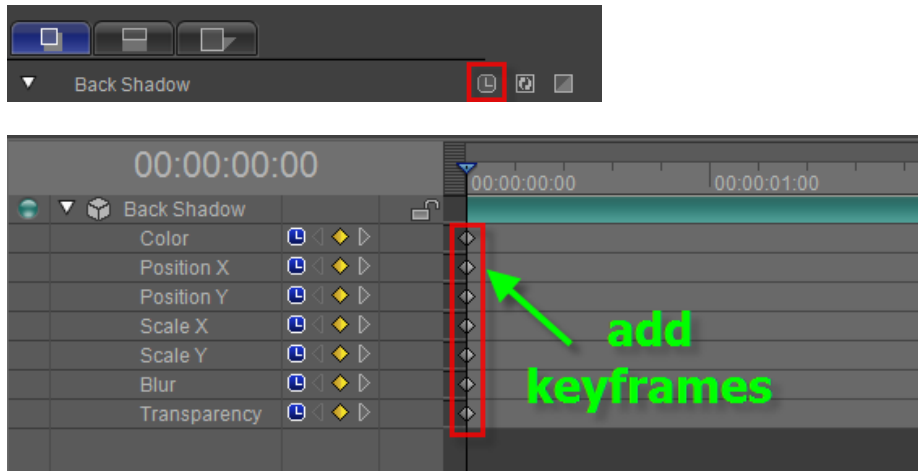 Back Shadow
00:00:00:00
00:00:00:00 00:00:01:00
Back Shadow
Color
Position X
Position Y
Scale X
Scale Y
Blur
Transparency
add
keyframes